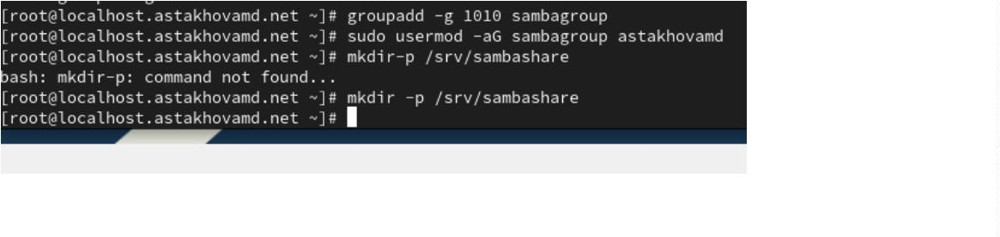 [root@localhost.astakhovamd.net ~]# groupadd -g 1010 sambagroup
[root@localhost.astakhovamd.net ~]# sudo usermod -aG sambagroup astakhovamd
[root@localhost.astakhovamd.net ~]# mkdir-p /srv/sambashare
bash: mkdir-p: command not found...
[root@localhost.astakhovamd.net ~]# mkdir -p /srv/sambashare
[root@localhost.astakhovamd.net ~]#